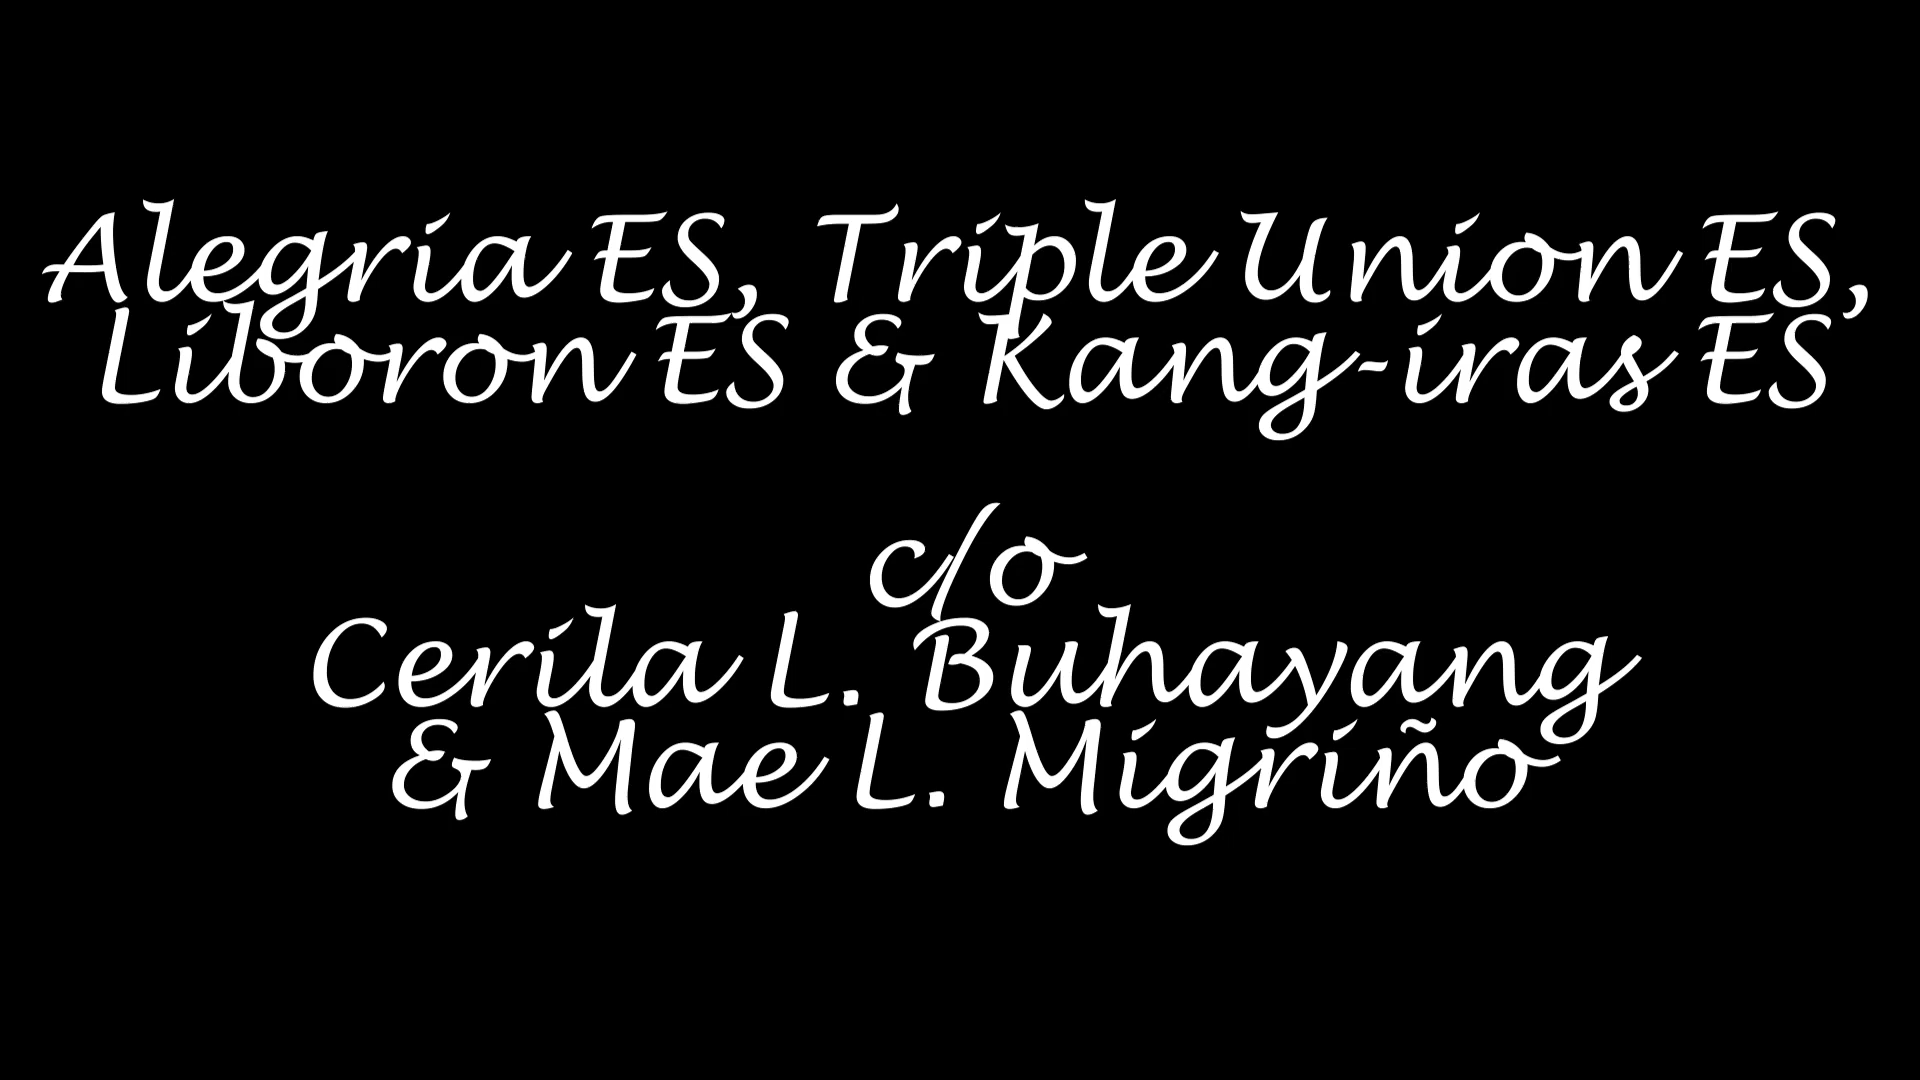 Alegria ES, Triple Union ES,
Liboron ES & Kang-iras ES
c/o
Cerila L. Buhayang
& Mae L. Migriño